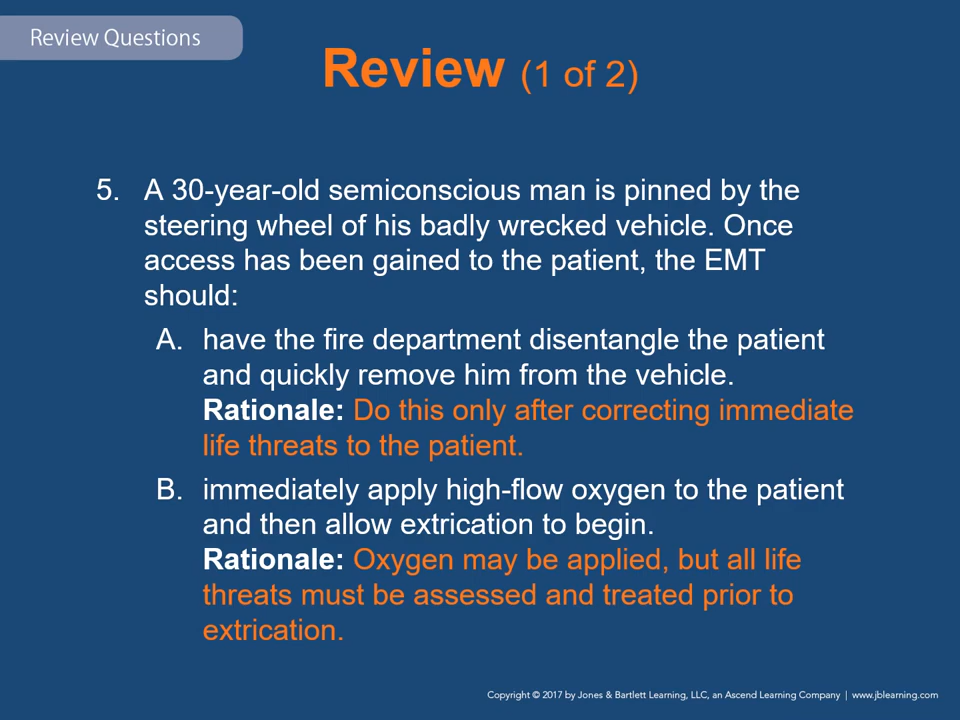 Review Questions
Review (1 of 2)
5. A 30-year-old semiconscious man is pinned by the
steering wheel of his badly wrecked vehicle. Once
access has been gained to the patient, the EMT
should:
A. have the fire department disentangle the patient
and quickly remove him from the vehicle.
Rationale: Do this only after correcting immediate
life threats to the patient.
B. immediately apply high-flow oxygen to the patient
and then allow extrication to begin.
Rationale: Oxygen may be applied, but all life
threats must be assessed and treated prior to
extrication.
Copyright © 2017 by Jones & Bartlett Learning, LLC, an Ascend Learning Company | www.jblearning.com